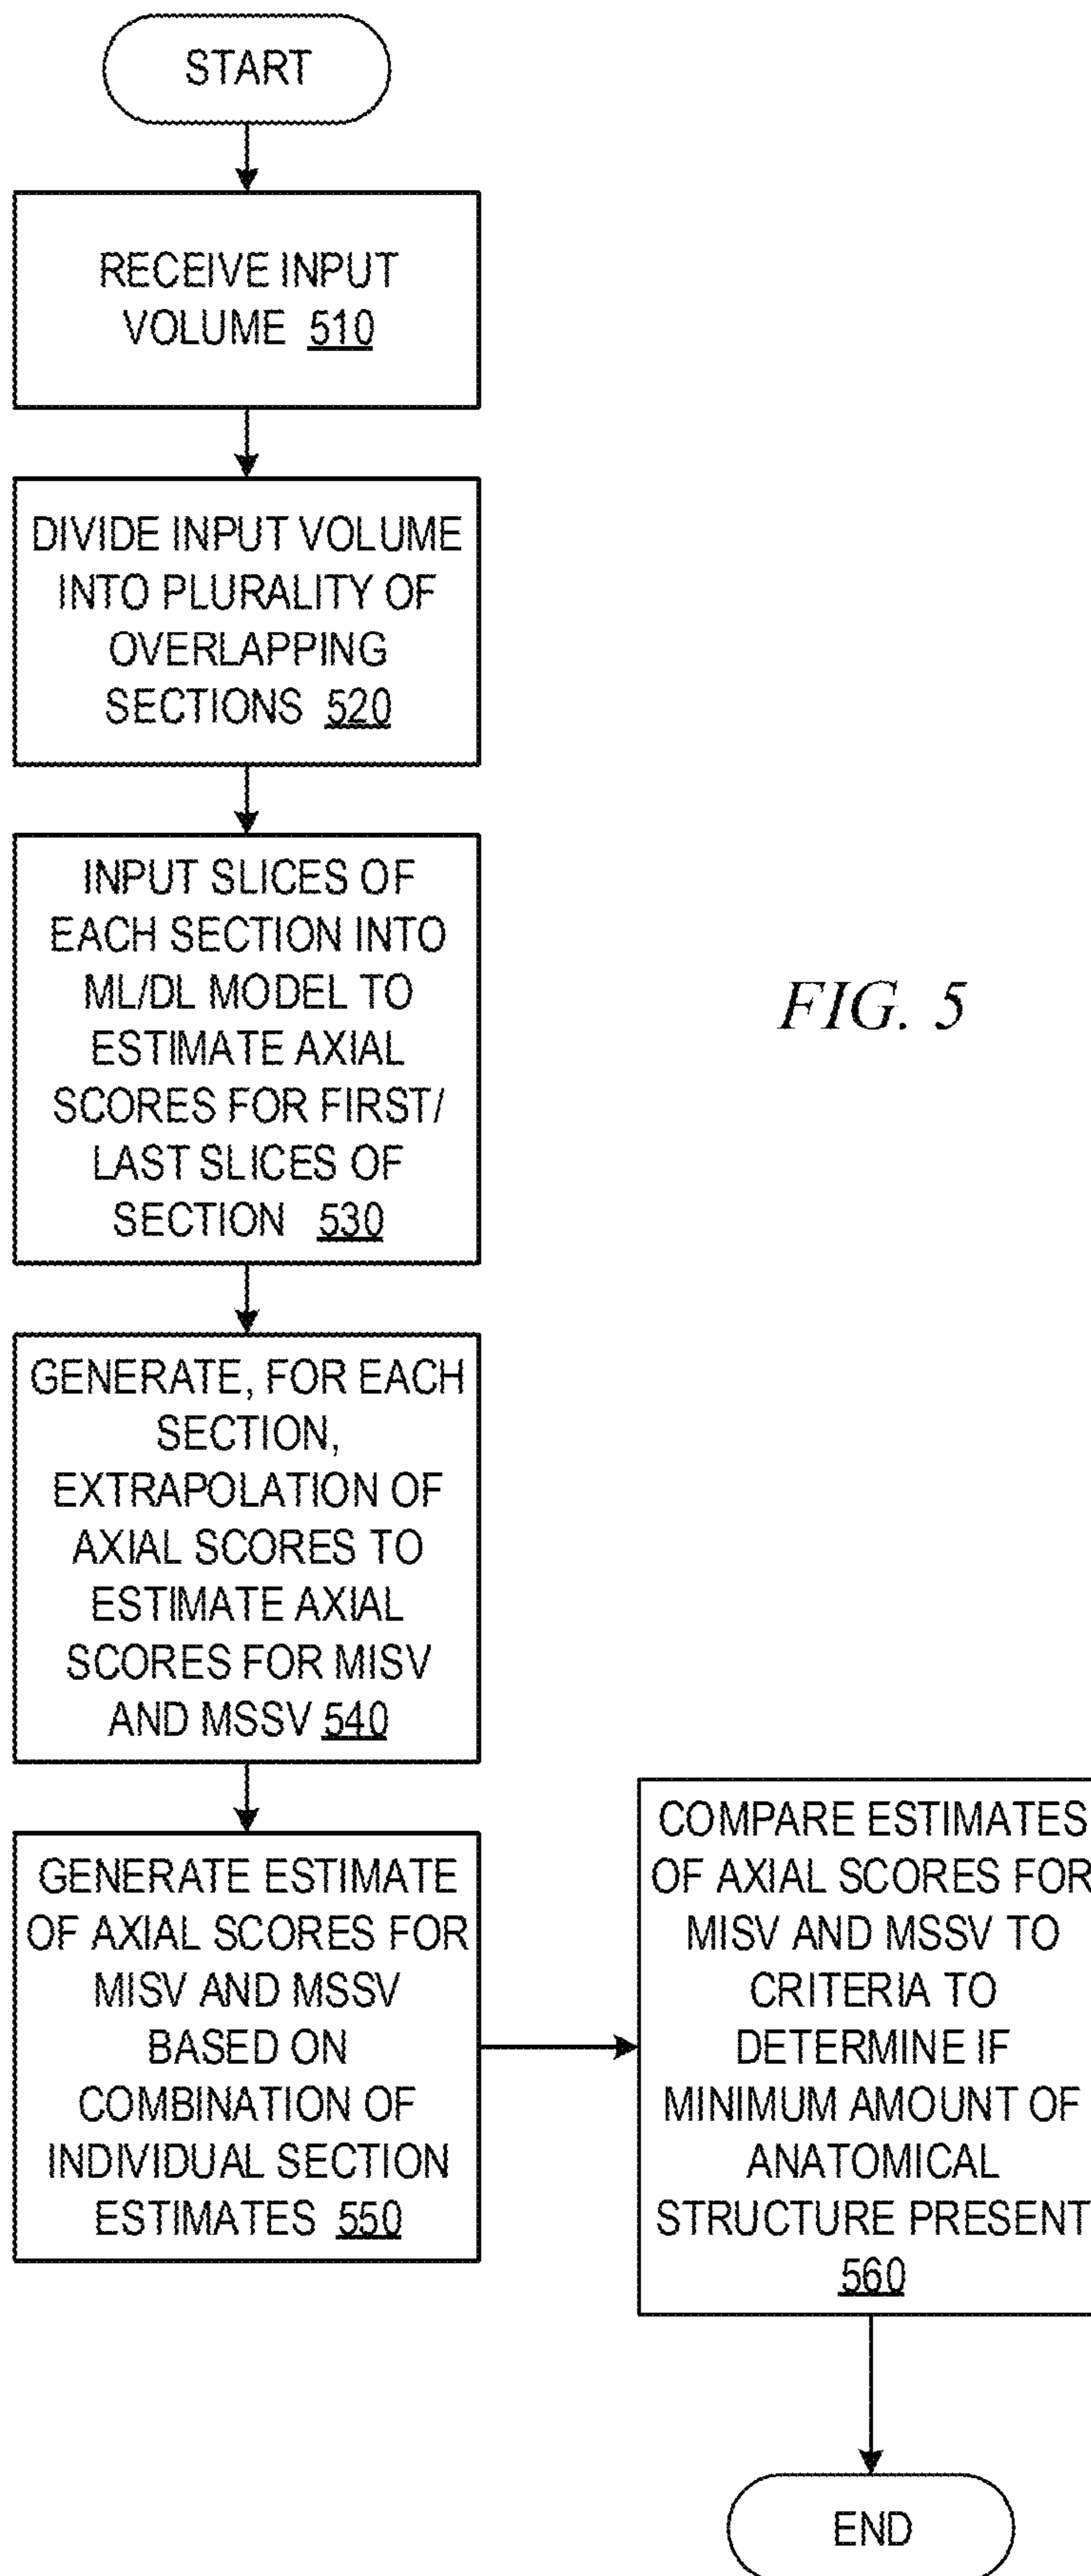 START
RECEIVE INPUT
VOLUME 510
DIVIDE INPUT VOLUME
INTO PLURALITY OF
OVERLAPPING
SECTIONS 520
INPUT SLICES OF
EACH SECTION INTO
ML/DL MODEL TO
ESTIMATE AXIAL
SCORES FOR FIRST/
LAST SLICES OF
SECTION 530
FIG. 5
GENERATE, FOR EACH
SECTION,
EXTRAPOLATION OF
AXIAL SCORES TO
ESTIMATE AXIAL
SCORES FOR MISV
AND MSSV 540
GENERATE ESTIMATE
OF AXIAL SCORES FOR
MISV AND MSSV
BASED ON
COMBINATION OF
INDIVIDUAL SECTION
ESTIMATES 550
COMPARE ESTIMATES
OF AXIAL SCORES FOR
MISV AND MSSV TO
CRITERIA TO
DETERMINE IF
MINIMUM AMOUNT OF
ANATOMICAL
STRUCTURE PRESENT
560
END